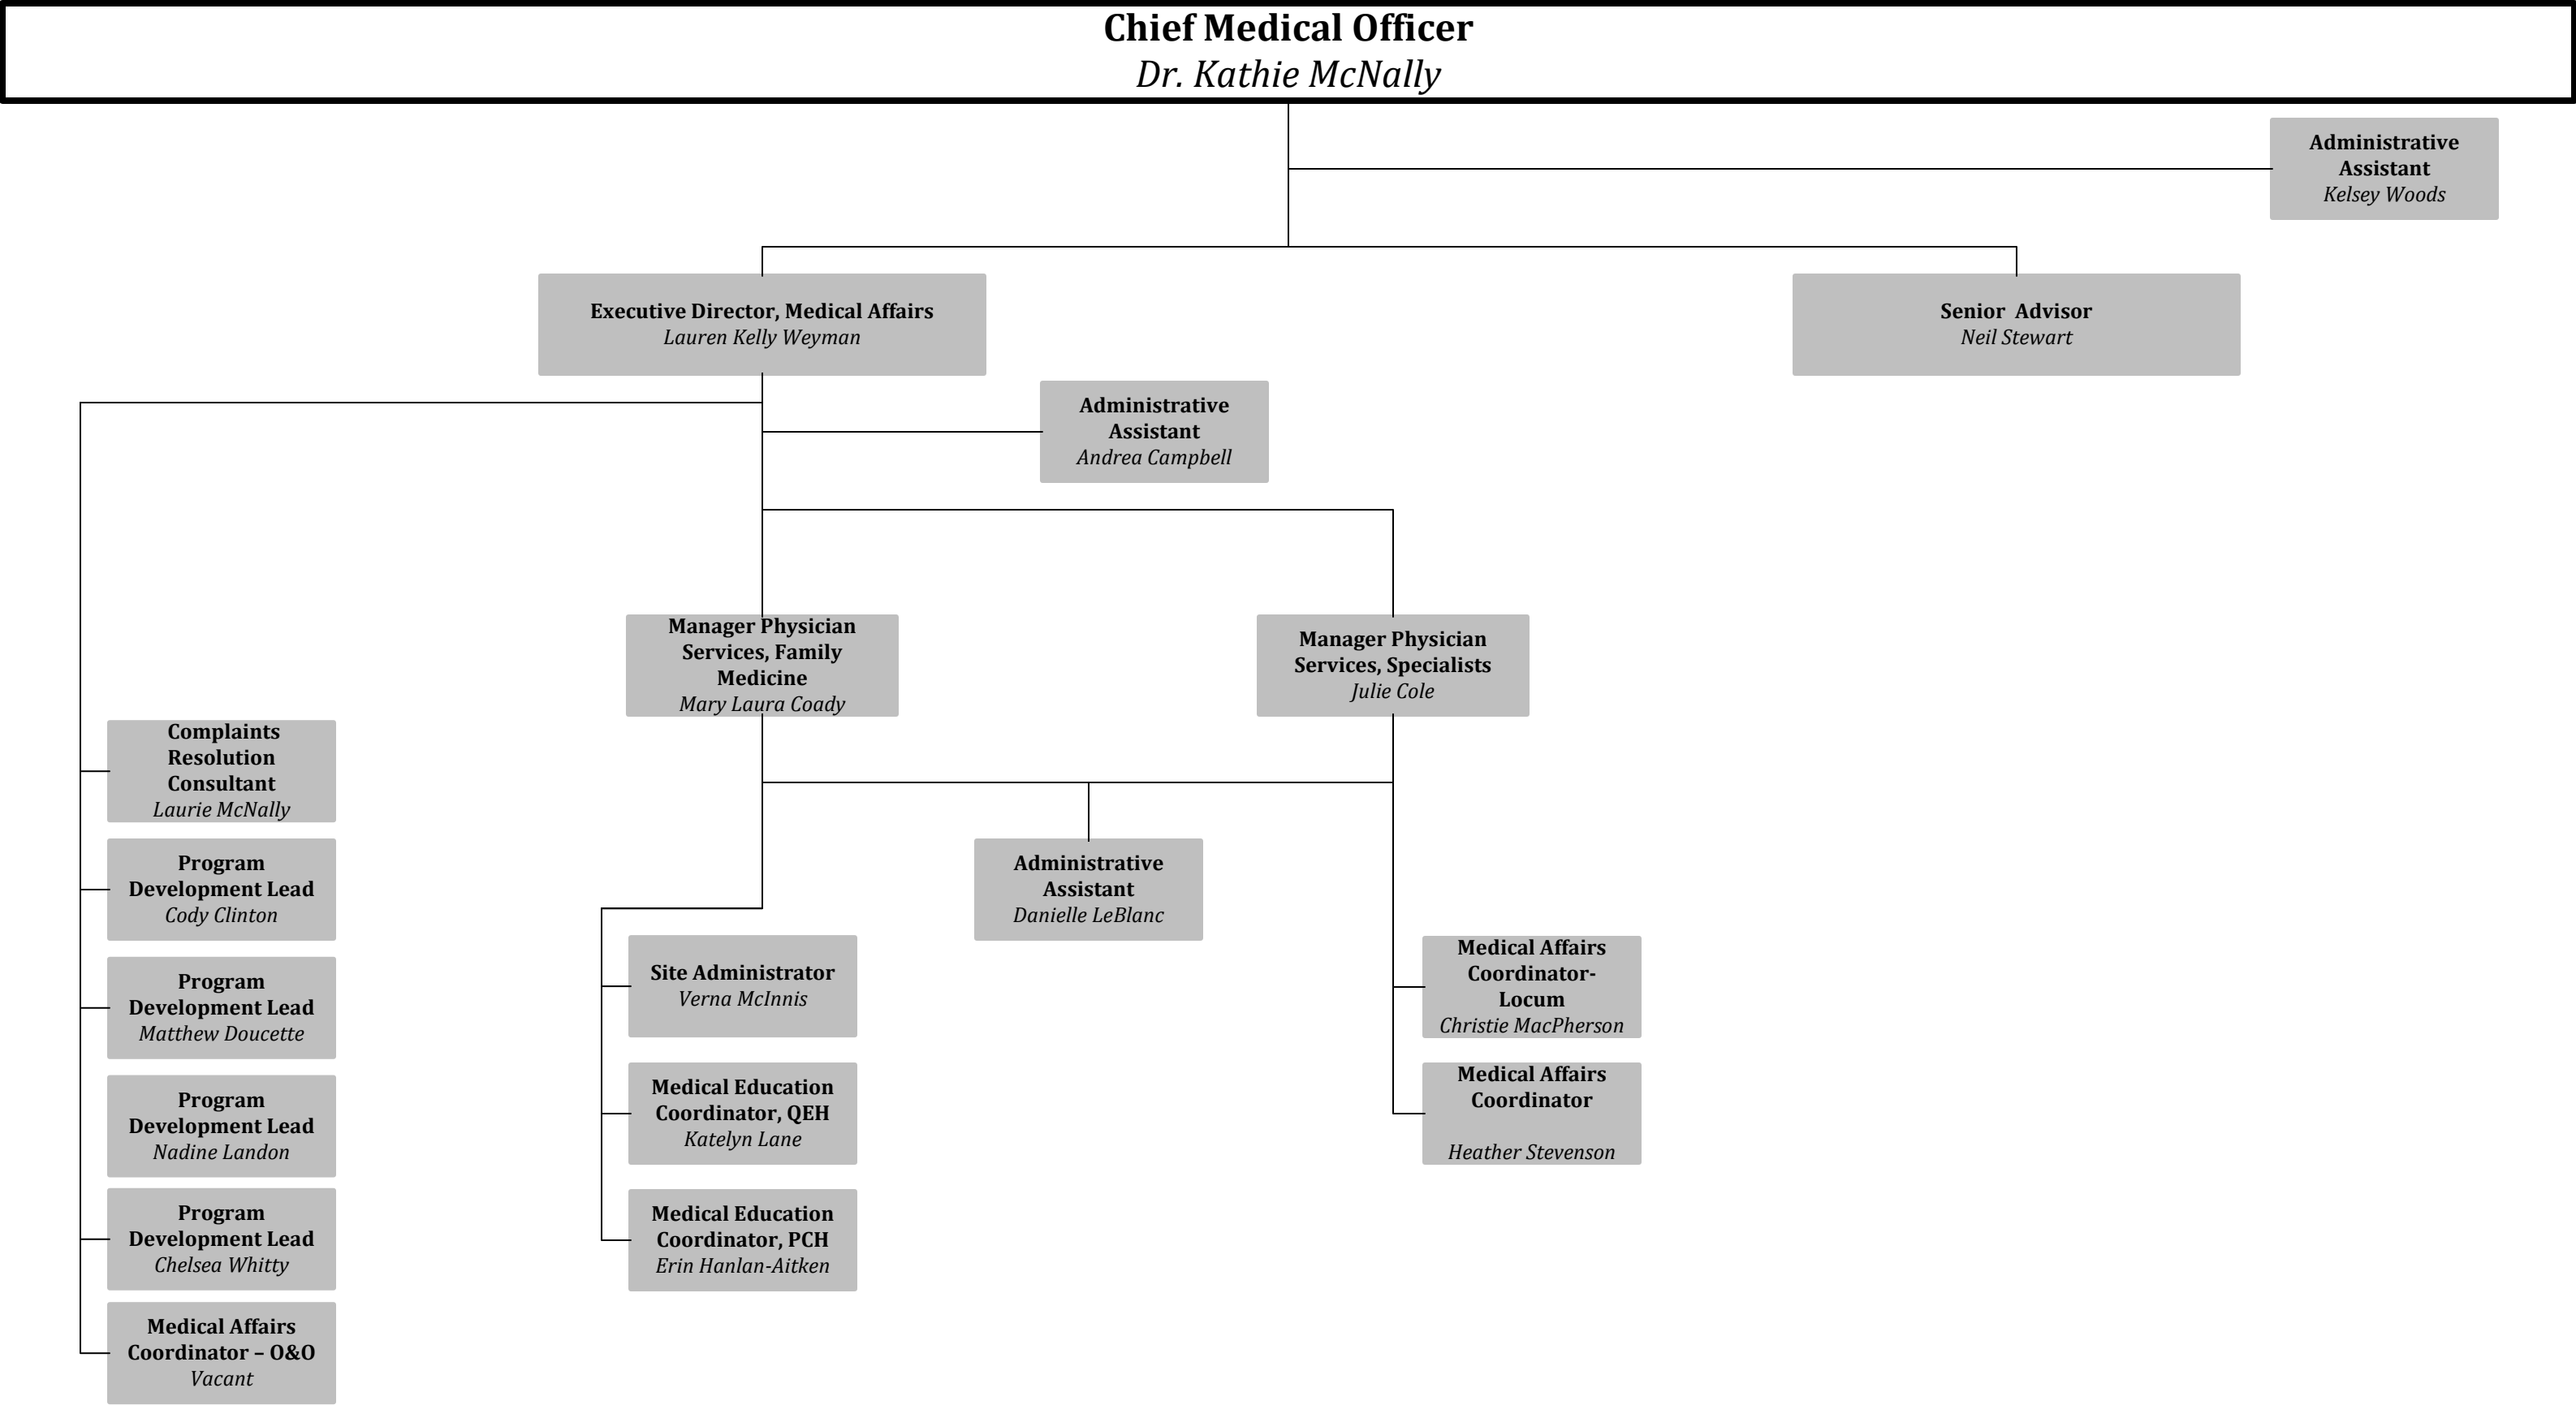 Chief Medical Officer
Dr. Kathie McNally
Administrative
Assistant
Kelsey Woods
Executive Director, Medical Affairs
Lauren Kelly Weyman
Senior  Advisor
Neil Stewart
Administrative
Assistant
Andrea Campbell
Manager Physician
Services, Family
Medicine
Mary Laura Coady
Manager Physician
Services, Specialists
Julie Cole
Complaints
Resolution
Consultant
Laurie McNally
Program
Development Lead
Cody Clinton
Program
Development Lead
Matthew Doucette
Program
Development Lead
Nadine Landon
Program
Development Lead
Chelsea Whitty
Medical Affairs
Coordinator – O&O
Vacant
Administrative
Assistant
Danielle LeBlanc
Site Administrator
Verna McInnis
Medical Education
Coordinator, QEH
Katelyn Lane
Medical Education
Coordinator, PCH
Erin Hanlan-Aitken
Medical Affairs
Coordinator-
Locum
Christie MacPherson
Medical Affairs
Coordinator
Heather Stevenson